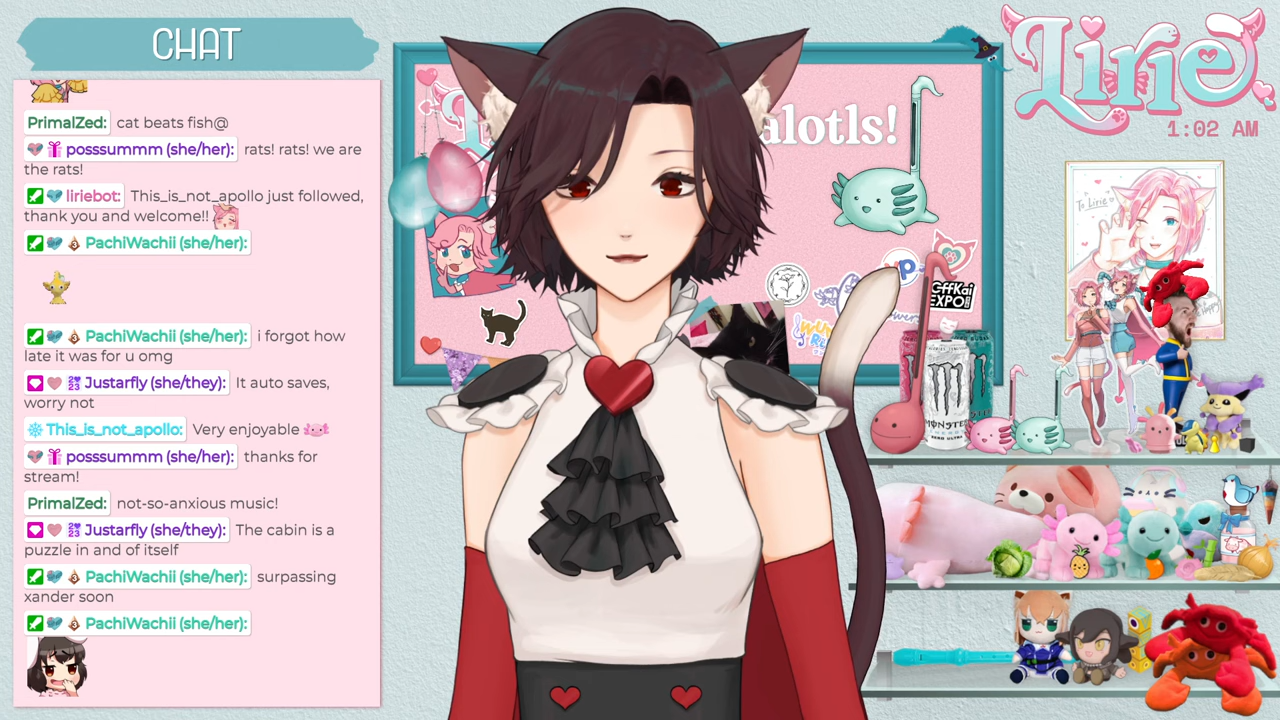 CHAT
PrimalZed: cat beats fish@
posssummm (she/her): rats! rats! we are
the rats!
liriebot: This_is_not_apollo just followed,
thank you and welcome!!
PachiWachii (she/her):
PachiWachii (she/her): i forgot how
late it was for u omg
Justarfly (she/they): It auto saves,
worry not
This_is_not_apollo: Very enjoyable
posssummm (she/her): thanks for
stream!
PrimalZed: not-so-anxious music!
Justarfly (she/they): The cabin is a
puzzle in and of itself
PachiWachii (she/her): surpassing
xander soon
PachiWachii (she/her):
alotls!
OffKai
EXPO
MONSTER
Lirie
1:02 AM
To Lirie